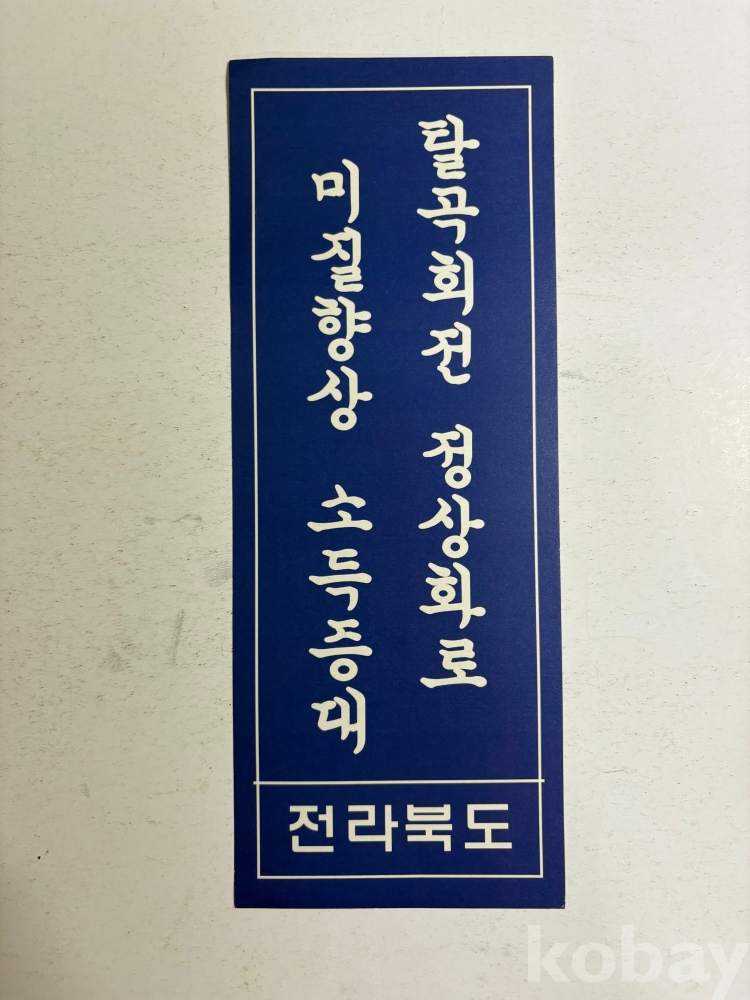 탈곡회전 정상화로
미질향상 소득증대
전라북도
kobay